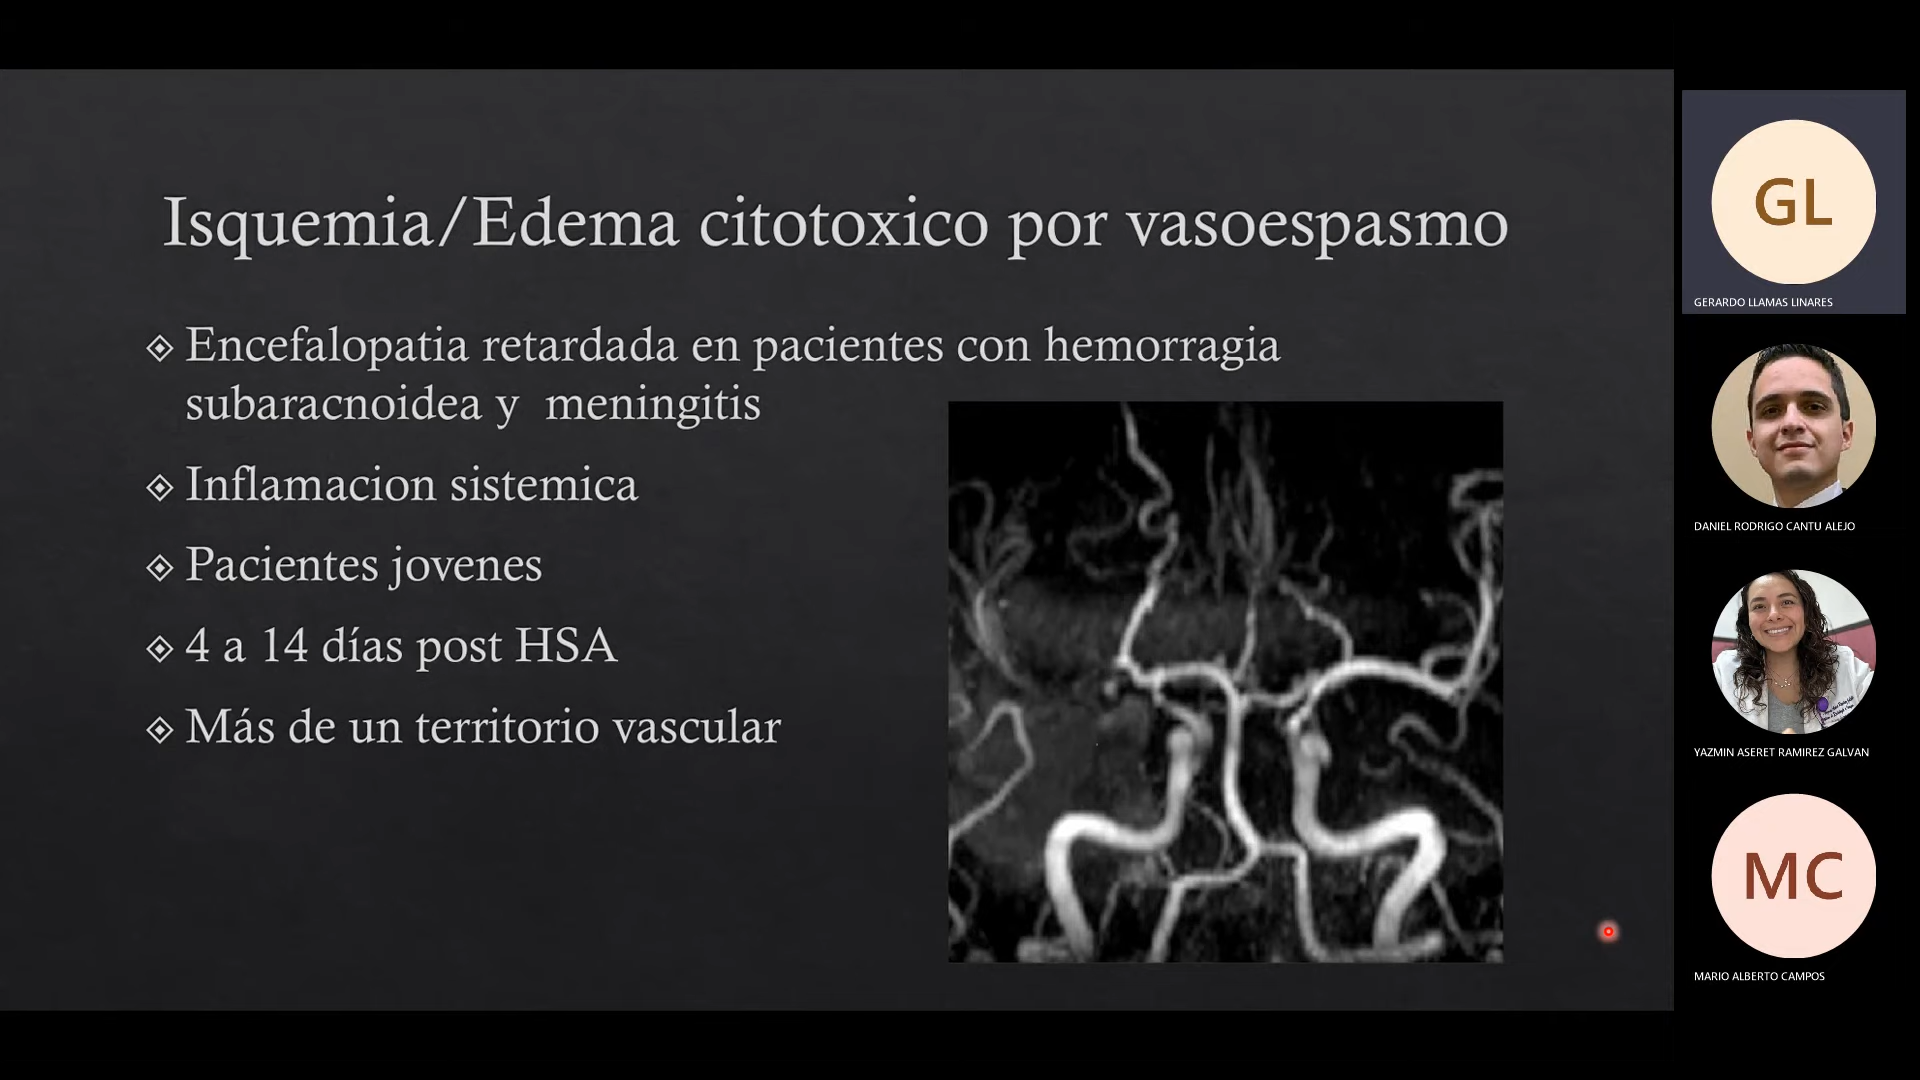 Isquemia/Edema citotoxico por vasoespasmo
Encefalopatia retardada en pacientes con hemorragia
subaracnoidea y  meningitis
Inflamacion sistemica
Pacientes jovenes
4 a 14 días post HSA
Más de un territorio vascular
GL
GERARDO LLAMAS LINARES
DANIEL RODRIGO CANTU ALEJO
YAZMIN ASERET RAMIREZ GALVAN
MC
MARIO ALBERTO CAMPOS